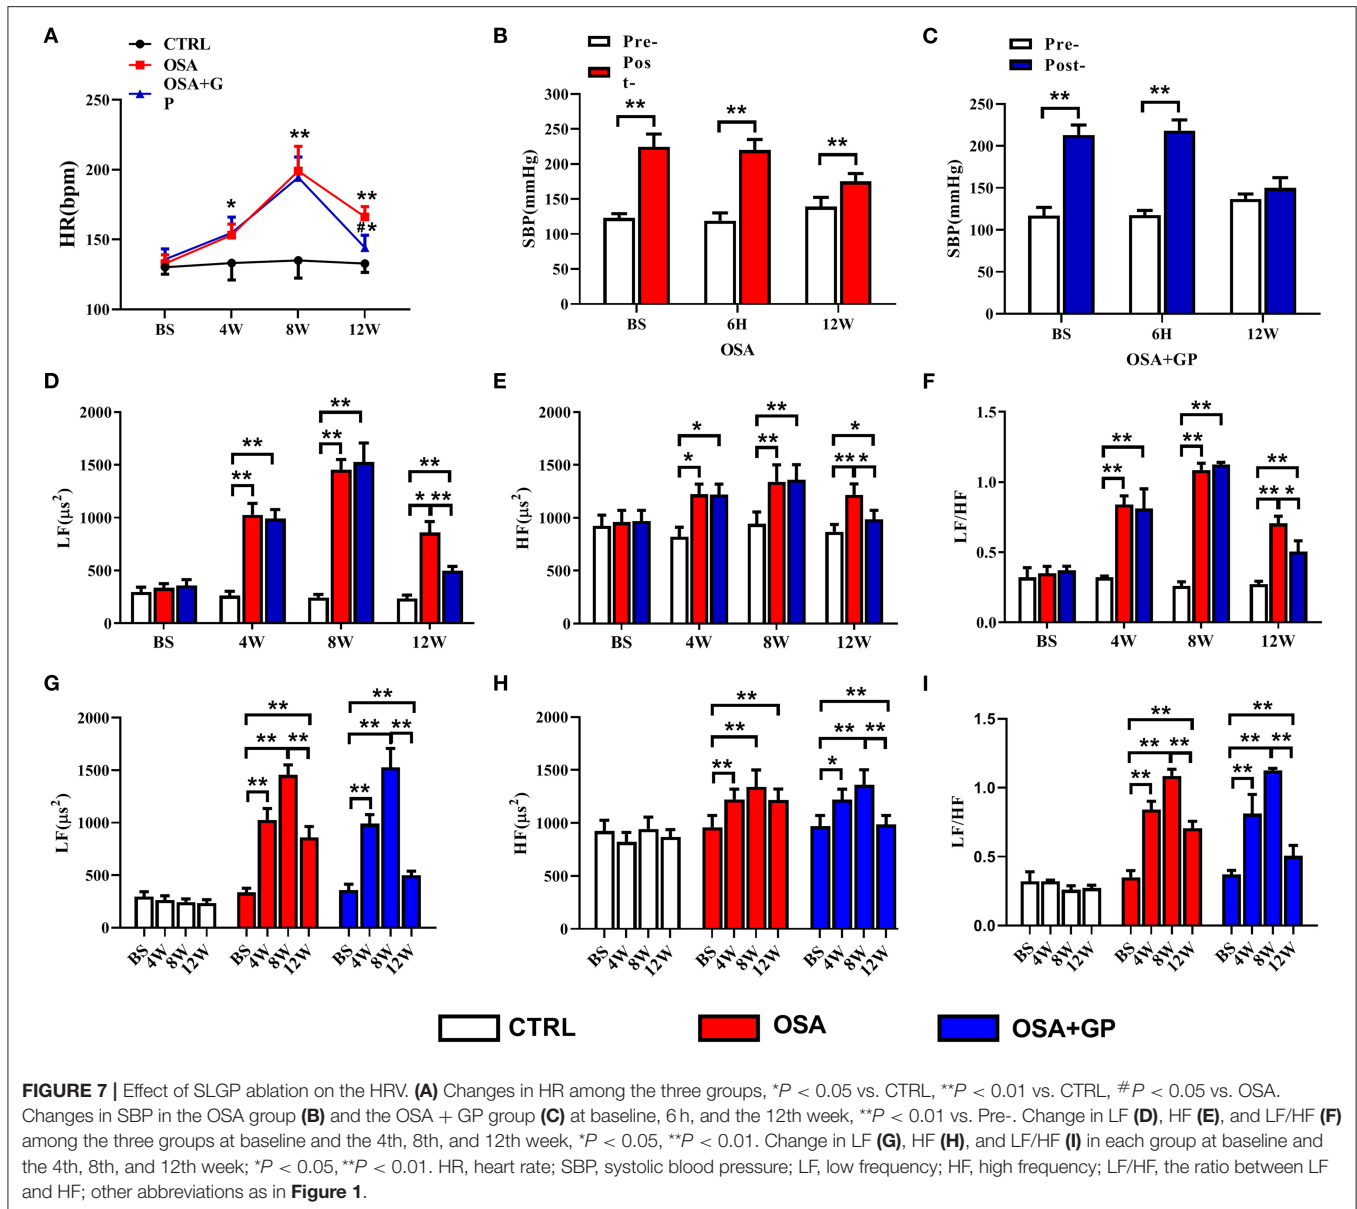 A
CTRL
OSA
OSA+G
P
HR(bpm)
250
200
150
100
**
*
**
#*
BS 4W 8W 12W
B
Pre-
Pos
t-
SBP(mmHg)
300
250
200
150
100
50
0
** ** **
BS 6H 12W
OSA
C
Pre-
Post-
SBP(mmHg)
250
200
150
100
50
0
** **
BS 6H 12W
OSA+GP
D
LF(µs²)
2000
1500
1000
500
0
**
**
**
**
**
* **
BS 4W 8W 12W
E
HF(µs²)
2000
1500
1000
500
0
*
*
**
**
*
** *
BS 4W 8W 12W
F
LF/HF
1.5
1.0
0.5
0.0
**
**
**
**
**
** *
BS 4W 8W 12W
G
LF(µs²)
2000
1500
1000
500
0
**
** **
**
**
** **
**
BS 4W 8W 12W BS 4W 8W 12W BS 4W 8W 12W
H
HF(µs²)
2000
1500
1000
500
0
**
**
**
**
** **
*
BS 4W 8W 12W BS 4W 8W 12W BS 4W 8W 12W
I
LF/HF
1.5
1.0
0.5
0.0
**
** **
**
**
** **
**
BS 4W 8W 12W BS 4W 8W 12W BS 4W 8W 12W
CTRL OSA OSA+GP
FIGURE 7 | Effect of SLGP ablation on the HRV. (A) Changes in HR among the three groups, *P < 0.05 vs. CTRL, **P < 0.01 vs. CTRL, #P < 0.05 vs. OSA.
Changes in SBP in the OSA group (B) and the OSA + GP group (C) at baseline, 6 h, and the 12th week, **P < 0.01 vs. Pre-. Change in LF (D), HF (E), and LF/HF (F)
among the three groups at baseline and the 4th, 8th, and 12th week, *P < 0.05, **P < 0.01. Change in LF (G), HF (H), and LF/HF (I) in each group at baseline and
the 4th, 8th, and 12th week; *P < 0.05, **P < 0.01. HR, heart rate; SBP, systolic blood pressure; LF, low frequency; HF, high frequency; LF/HF, the ratio between LF
and HF; other abbreviations as in Figure 1.